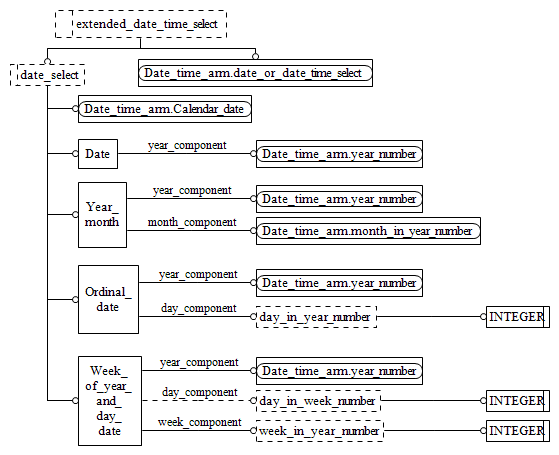 extended_date_time_select
date_select
Date_time_arm.date_or_date_time_select
Date_time_arm.Calendar_date
Date
year_component
Date_time_arm.year_number
Year_
month
year_component
Date_time_arm.year_number
month_component
Date_time_arm.month_in_year_number
Ordinal_
date
year_component
Date_time_arm.year_number
day_component
day_in_year_number
INTEGER
Week_
of_year_
and_
day_
date
year_component
Date_time_arm.year_number
day_component
day_in_week_number
INTEGER
week_component
week_in_year_number
INTEGER